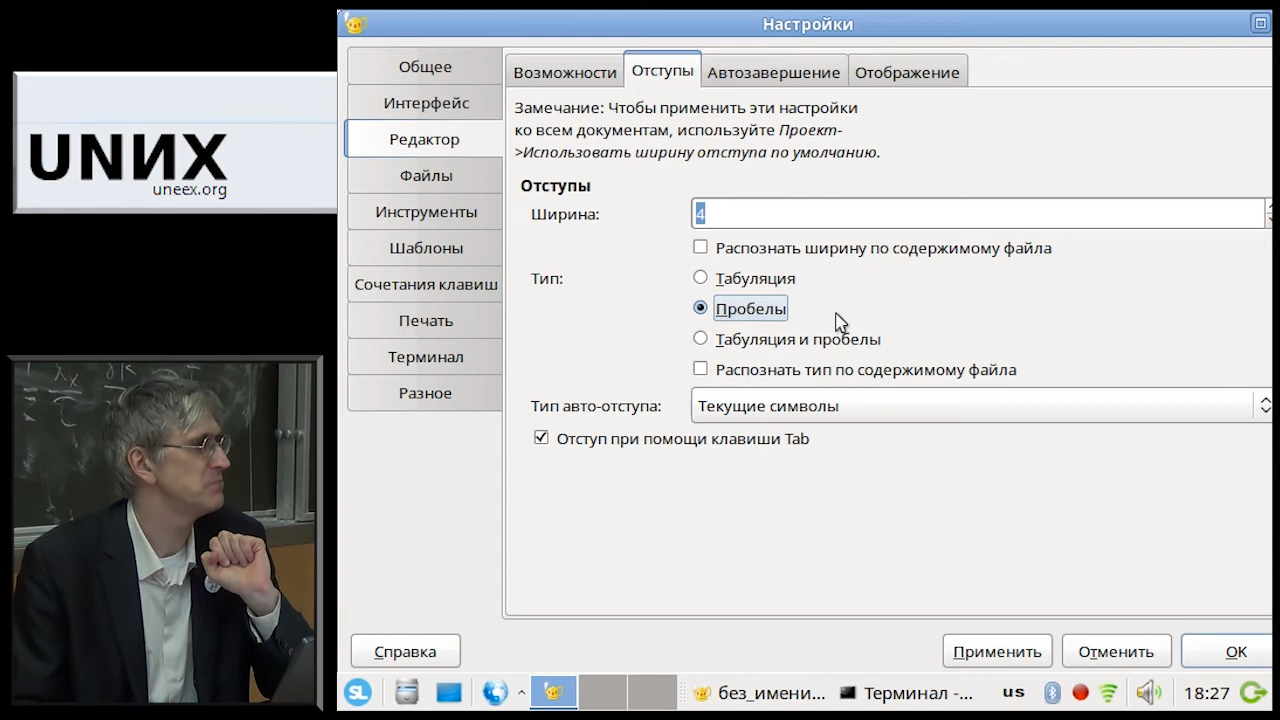 Настройки
UNИX
uneex.org
Общее
Интерфейс
Редактор
Файлы
Инструменты
Шаблоны
Сочетания клавиш
Печать
Терминал
Разное
Возможности
Отступы
Автозавершение
Отображение
Замечание: Чтобы применить эти настройки
ко всем документам, используйте Проект-
>Использовать ширину отступа по умолчанию.
Отступы
Ширина:
4
Распознать ширину по содержимому файла
Тип:
Табуляция
Пробелы
Табуляция и пробелы
Распознать тип по содержимому файла
Тип авто-отступа:
Текущие символы
Отступ при помощи клавиши Tab
Справка
Применить
Отменить
OK
SL
без_имени...
Терминал -...
us
18:27